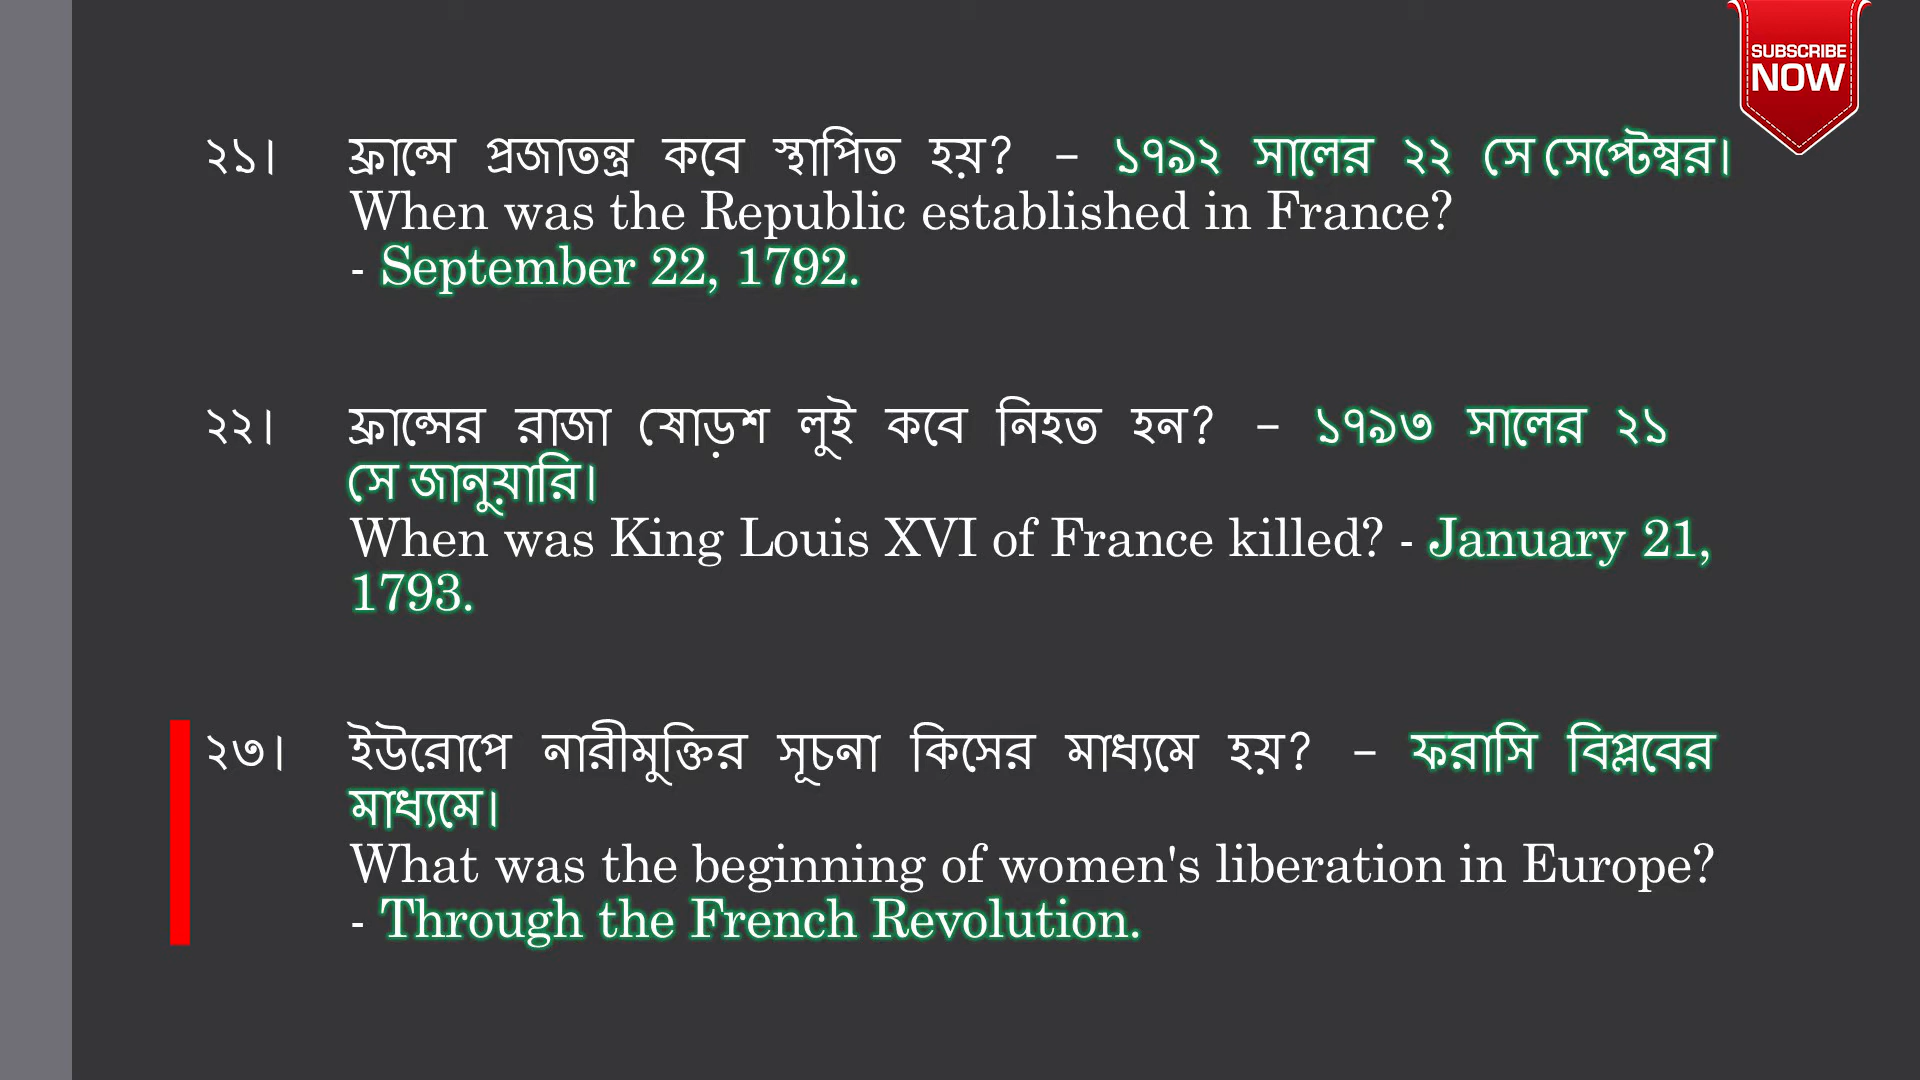 SUBSCRIBE
NOW
২১। ফ্রান্সে প্রজাতন্ত্র কবে স্থাপিত হয়? – ১৭৯২ সালের ২২ সে সেপ্টেম্বর।
When was the Republic established in France?
- September 22, 1792.
২২। ফ্রান্সের রাজা ষোড়শ লুই কবে নিহত হন? – ১৭৯৩ সালের ২১
সে জানুয়ারি।
When was King Louis XVI of France killed? - January 21,
1793.
২৩। ইউরোপে নারীমুক্তির সূচনা কিসের মাধ্যমে হয়? – ফরাসি বিপ্লবের
মাধ্যমে।
What was the beginning of women's liberation in Europe?
- Through the French Revolution.